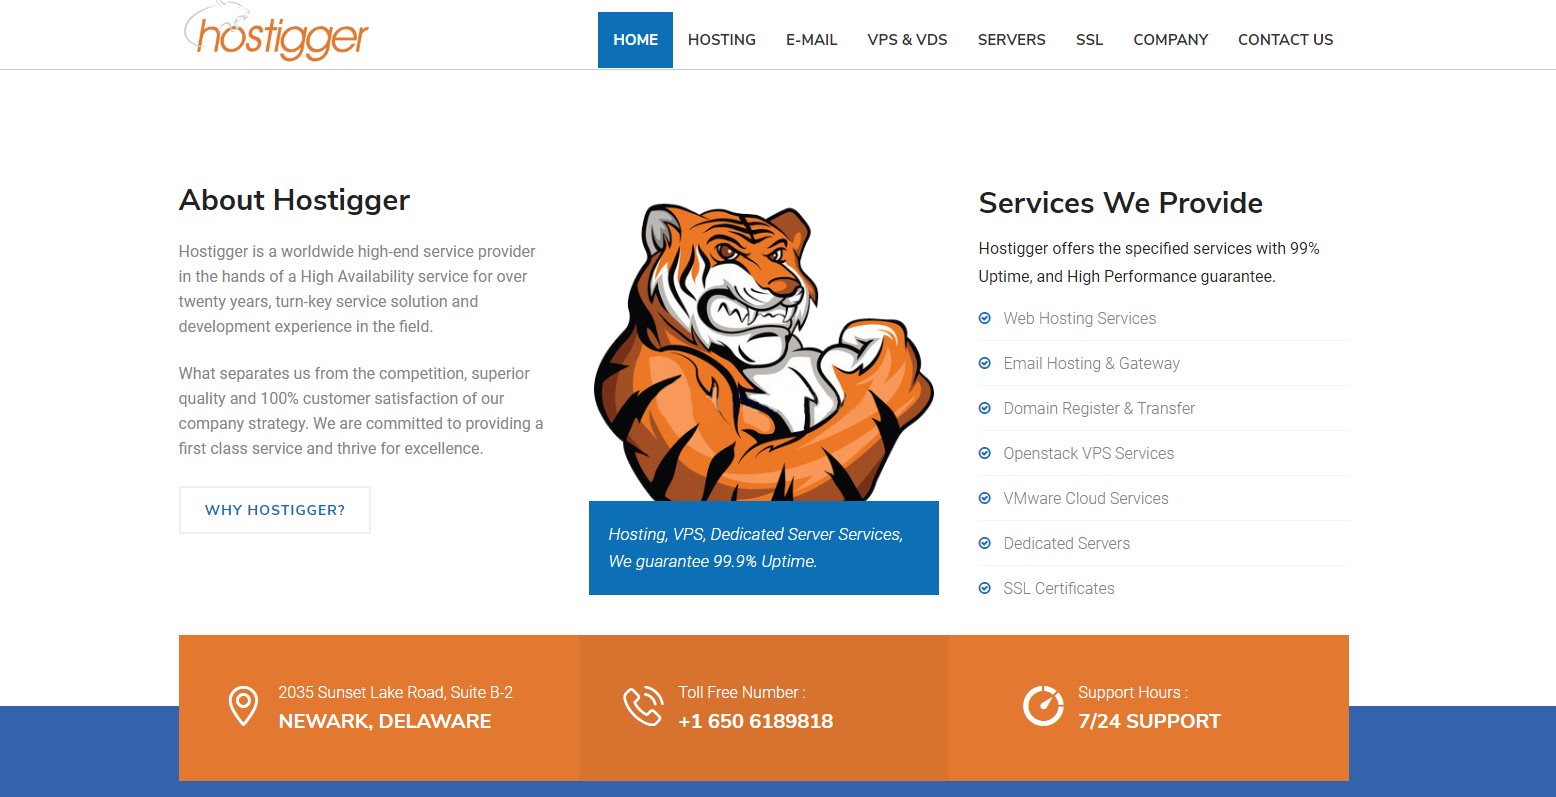 hostigger
HOME
HOSTING
E-MAIL
VPS & VDS
SERVERS
SSL
COMPANY
CONTACT US
About Hostigger
Hostigger is a worldwide high-end service provider
in the hands of a High Availability service for over
twenty years, turn-key service solution and
development experience in the field.
What separates us from the competition, superior
quality and 100% customer satisfaction of our
company strategy. We are committed to providing a
first class service and thrive for excellence.
WHY HOSTIGGER?
Hosting, VPS, Dedicated Server Services,
We guarantee 99.9% Uptime.
Services We Provide
Hostigger offers the specified services with 99%
Uptime, and High Performance guarantee.
Web Hosting Services
Email Hosting & Gateway
Domain Register & Transfer
Openstack VPS Services
VMware Cloud Services
Dedicated Servers
SSL Certificates
2035 Sunset Lake Road, Suite B-2
NEWARK, DELAWARE
Toll Free Number :
+1 650 6189818
Support Hours :
7/24 SUPPORT